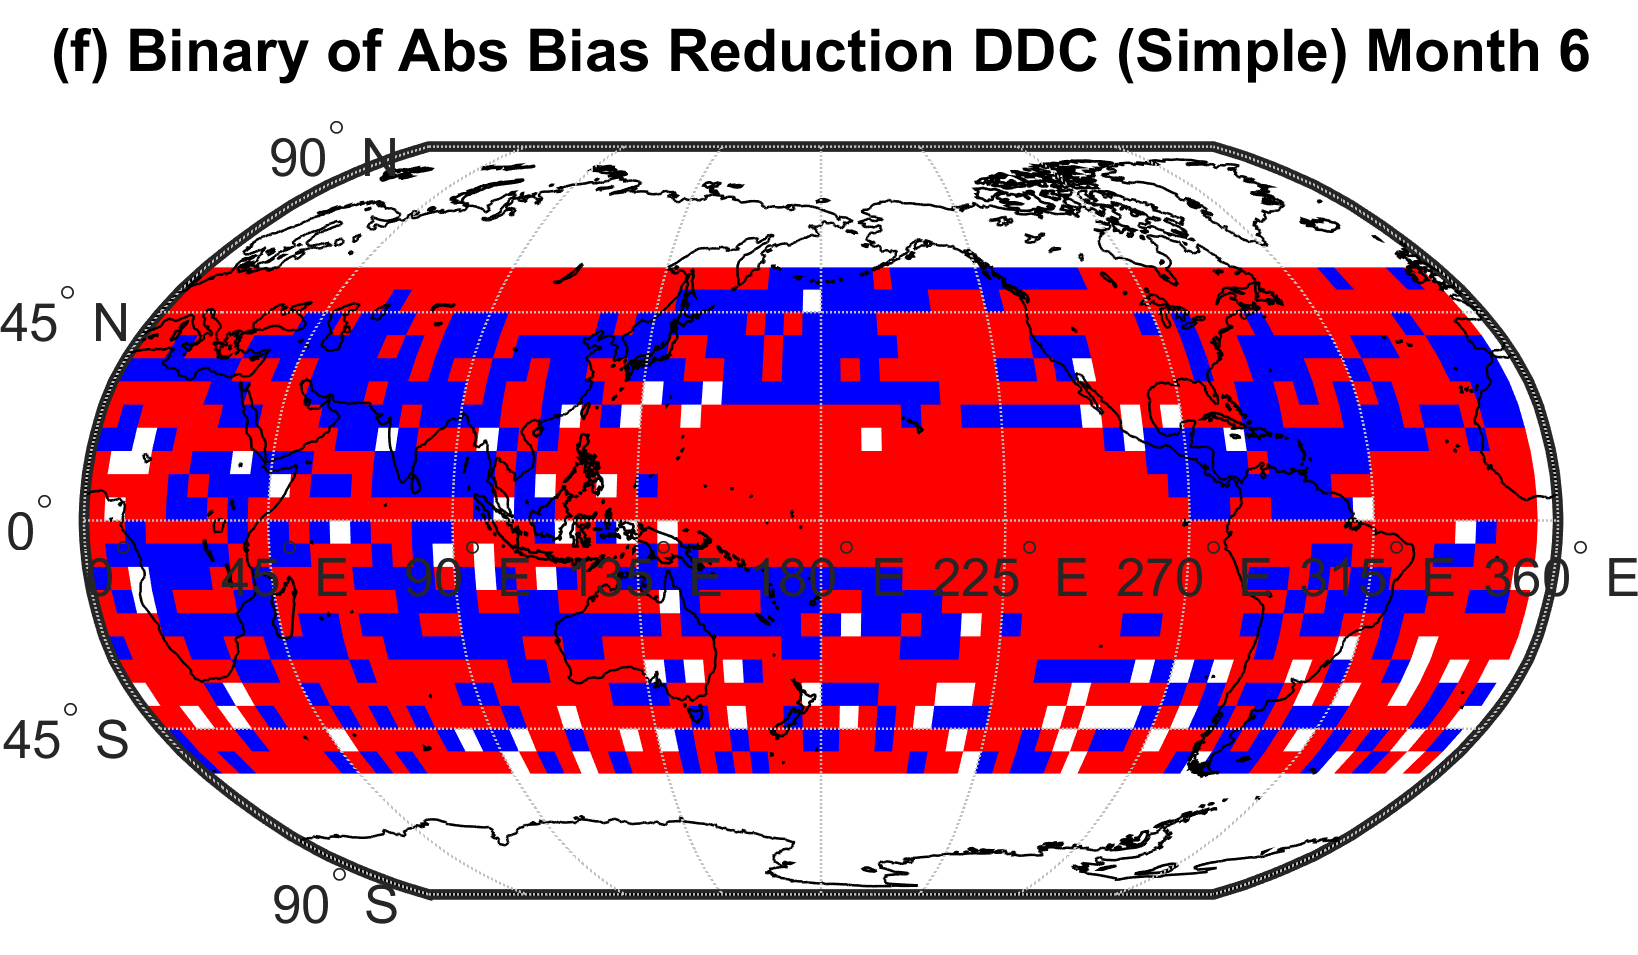 (f) Binary of Abs Bias Reduction DDC (Simple) Month 6
90° N
45° N
0°
0° 45° E 90° E 135° E 180° E 225° E 270° E 315° E 360° E
45° S
90° S